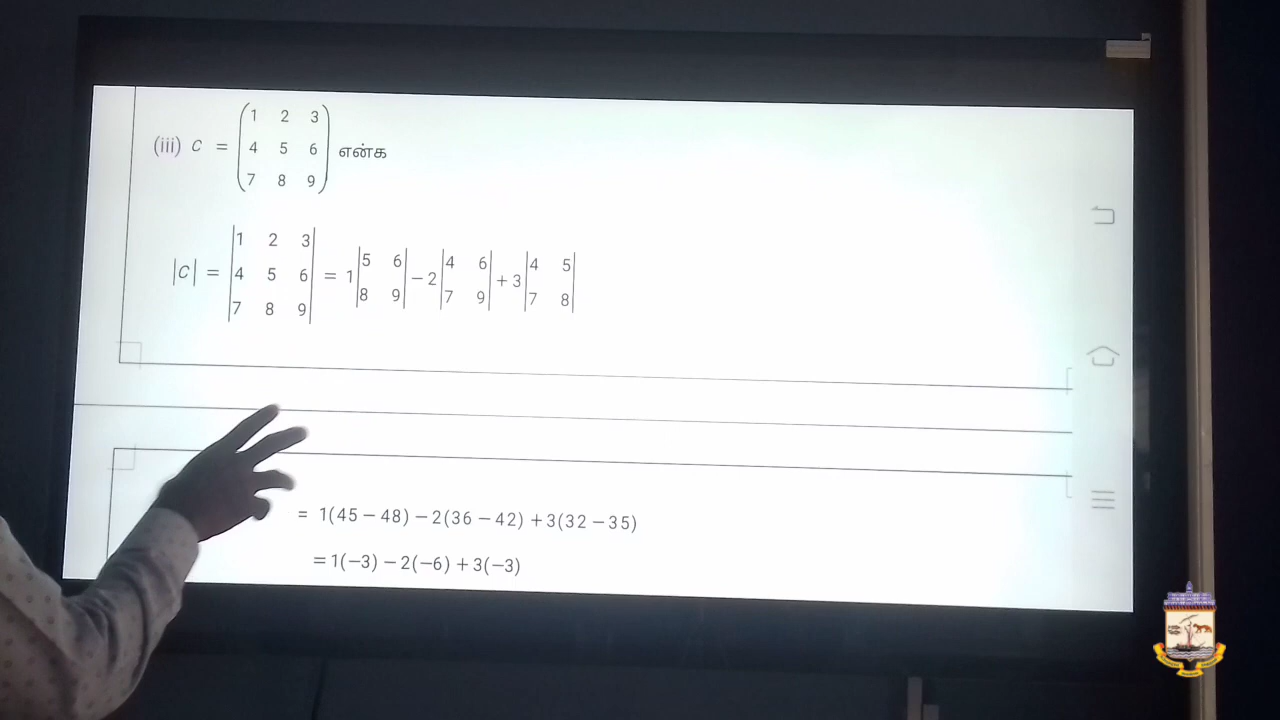 (iii) C = (1 2 3
4 5 6
7 8 9) என்க
|C| = |1 2 3
4 5 6
7 8 9| = 1|5 6
8 9| − 2|4 6
7 9| + 3|4 5
7 8|
= 1(45 − 48) − 2(36 − 42) + 3(32 − 35)
= 1(−3) − 2(−6) + 3(−3)